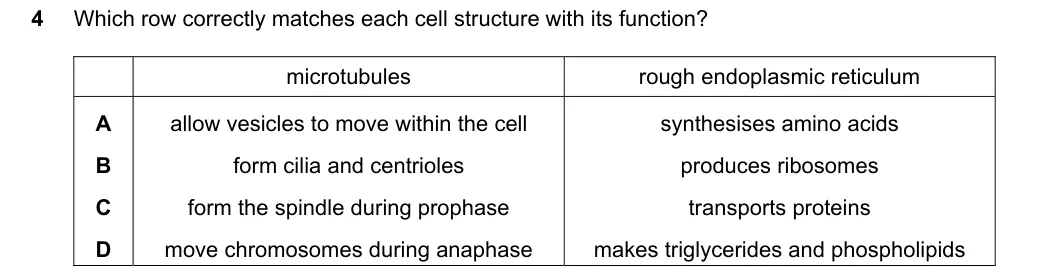 4 Which row correctly matches each cell structure with its function?
microtubules rough endoplasmic reticulum
A allow vesicles to move within the cell synthesises amino acids
B form cilia and centrioles produces ribosomes
C form the spindle during prophase transports proteins
D move chromosomes during anaphase makes triglycerides and phospholipids